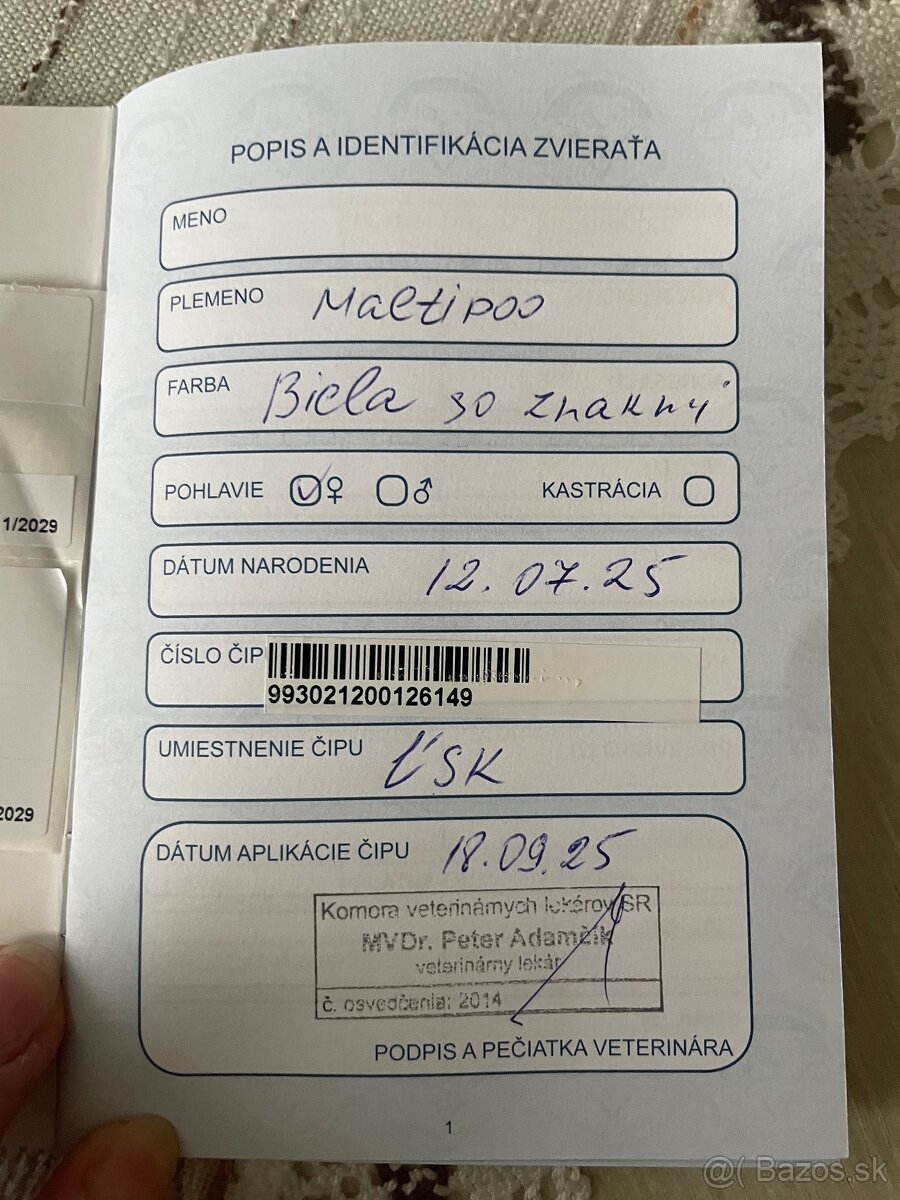 POPIS A IDENTIFIKÁCIA ZVIERAŤA
MENO
PLEMENO Maltipoo
FARBA Biela so znakmi
POHLAVIE ♀ ♂ KASTRÁCIA
DÁTUM NARODENIA 12.07.25
ČÍSLO ČIP
993021200126149
UMIESTNENIE ČIPU ĽSK
DÁTUM APLIKÁCIE ČIPU 18.09.25
Komora veterinárnych lekárov SR
MVDr. Peter Adamčík
veterinárny lekár
č. osvedčenia: 2014
PODPIS A PEČIATKA VETERINÁRA
1
1/2029
2029
@( Bazos.sk